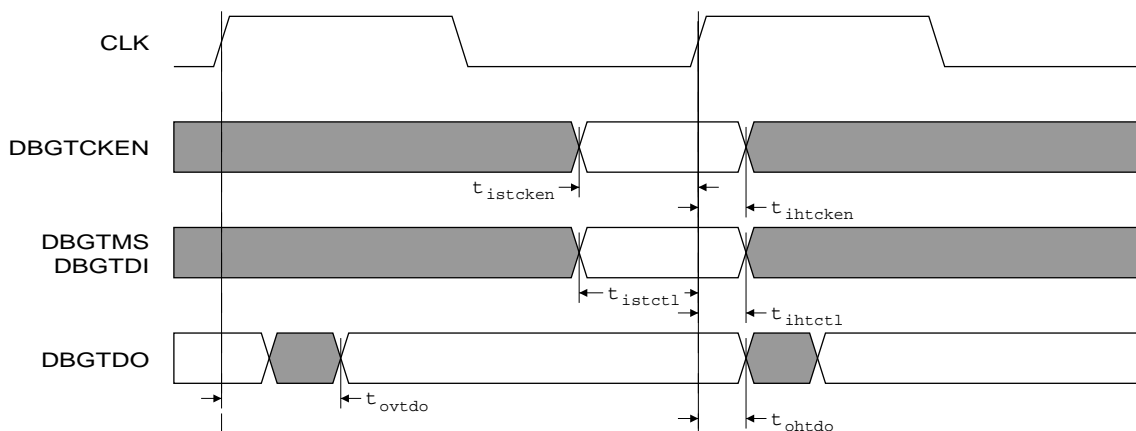 CLK
DBGTCKEN
t istcken
t ihtcken
DBGTMS
DBGTDI
t istctl
t ihtctl
DBGTDO
t ovtdo
t ohtdo